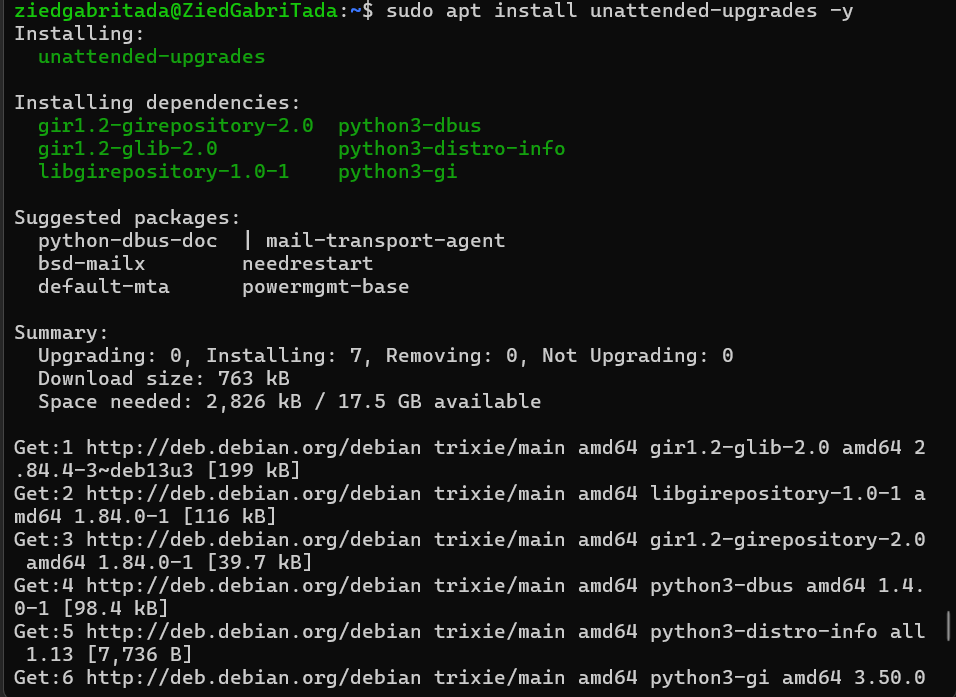 ziedgabritada@ZiedGabriTada:~$ sudo apt install unattended-upgrades -y
Installing:
  unattended-upgrades

Installing dependencies:
  gir1.2-girepository-2.0  python3-dbus
  gir1.2-glib-2.0          python3-distro-info
  libgirepository-1.0-1    python3-gi

Suggested packages:
  python-dbus-doc  | mail-transport-agent
  bsd-mailx        needrestart
  default-mta      powermgmt-base

Summary:
  Upgrading: 0, Installing: 7, Removing: 0, Not Upgrading: 0
  Download size: 763 kB
  Space needed: 2,826 kB / 17.5 GB available

Get:1 http://deb.debian.org/debian trixie/main amd64 gir1.2-glib-2.0 amd64 2
.84.4-3~deb13u3 [199 kB]
Get:2 http://deb.debian.org/debian trixie/main amd64 libgirepository-1.0-1 a
md64 1.84.0-1 [116 kB]
Get:3 http://deb.debian.org/debian trixie/main amd64 gir1.2-girepository-2.0
 amd64 1.84.0-1 [39.7 kB]
Get:4 http://deb.debian.org/debian trixie/main amd64 python3-dbus amd64 1.4.
0-1 [98.4 kB]
Get:5 http://deb.debian.org/debian trixie/main amd64 python3-distro-info all
 1.13 [7,736 B]
Get:6 http://deb.debian.org/debian trixie/main amd64 python3-gi amd64 3.50.0